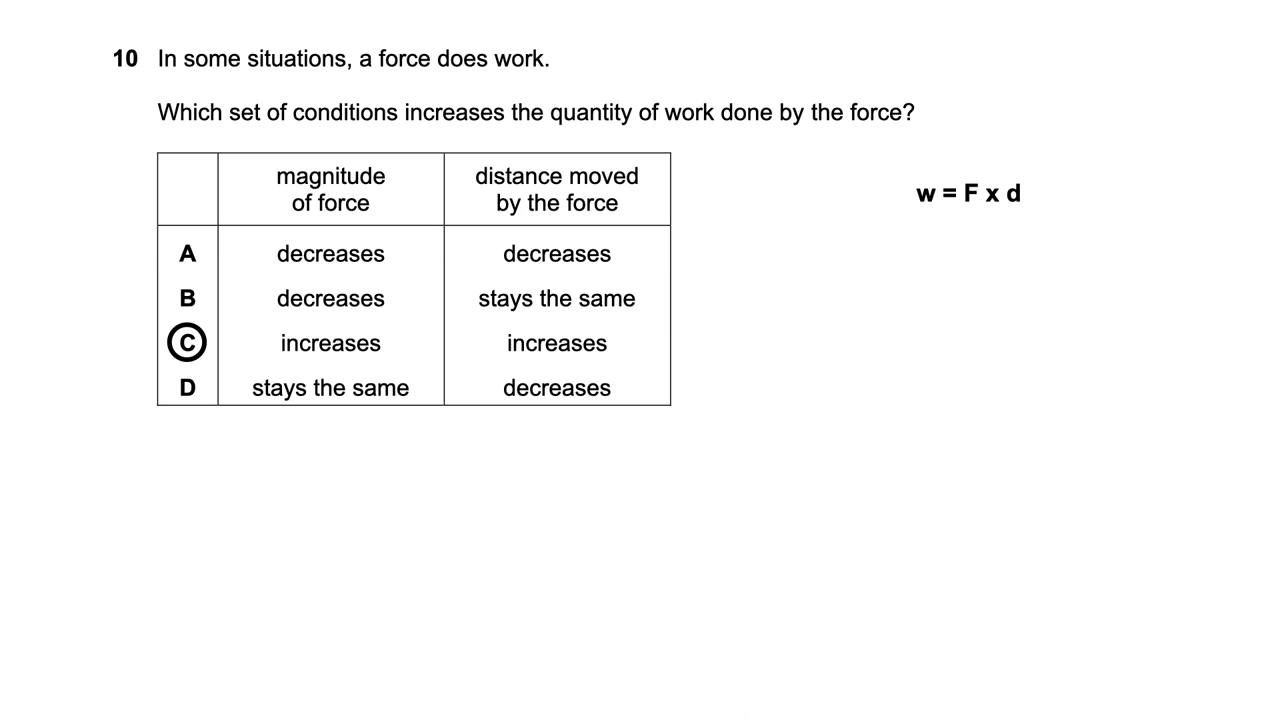 10 In some situations, a force does work.
Which set of conditions increases the quantity of work done by the force?
magnitude of force distance moved by the force
w = F x d
A decreases decreases
B decreases stays the same
C increases increases
D stays the same decreases